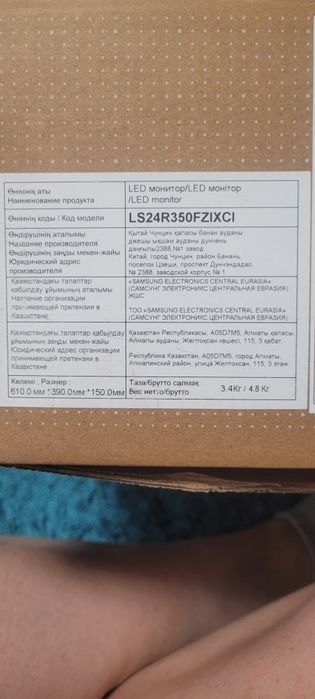 Өнімнің аты
Наименование продукта
LED монитор/LED монітор
/LED monitor
Өнімнің коды / Код модели
LS24R350FZIXCI
Өндірушінің аталымы
Название производителя
Өндірушінің заңды мекен-жайы
Юридический адрес
производителя
Қытай Чунцин қаласы банан ауданы
джешы ықшам ауданы дунчень
даңғылы2388,№1 завод
Китай, город Чунцин, район Банань,
поселок Цзеши, проспект Дунчэндадао,
№ 2388, заводской корпус № 1
Қазақстандағы талаптар
қабылдау ұйымының аталымы
Название организации
принимающей претензии в
Казахстане
«SAMSUNG ELECTRONICS CENTRAL EURASIA»
(САМСУНГ ЭЛЕКТРОНИКС ЦЕНТРАЛЬНАЯ ЕВРАЗИЯ)
ЖШС
ТОО «SAMSUNG ELECTRONICS CENTRAL EURASIA»
(САМСУНГ ЭЛЕКТРОНИКС ЦЕНТРАЛЬНАЯ ЕВРАЗИЯ)
Қазақстандағы талаптар қабылдау
ұйымының заңды мекен-жайы
Юридический адрес организации
принимающей претензии в
Казахстане
Қазақстан Республикасы, A05D7M5, Алматы қаласы,
Алмалы ауданы, Желтоқсан көшесі, 115, 3 қабат
Республика Казахстан, A05D7M5, город Алматы,
Алмалинский район, улица Желтоксан, 115, 3 этаж
Көлемі , Размер
610.0 мм *390.0мм *150.0мм
Таза/брутто салмақ
Вес нетто/брутто
3.4Кг / 4.8 Кг